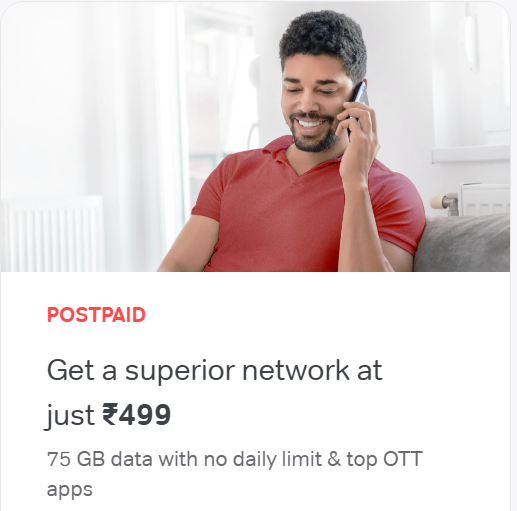 POSTPAID
Get a superior network at
just ₹499
75 GB data with no daily limit & top OTT
apps